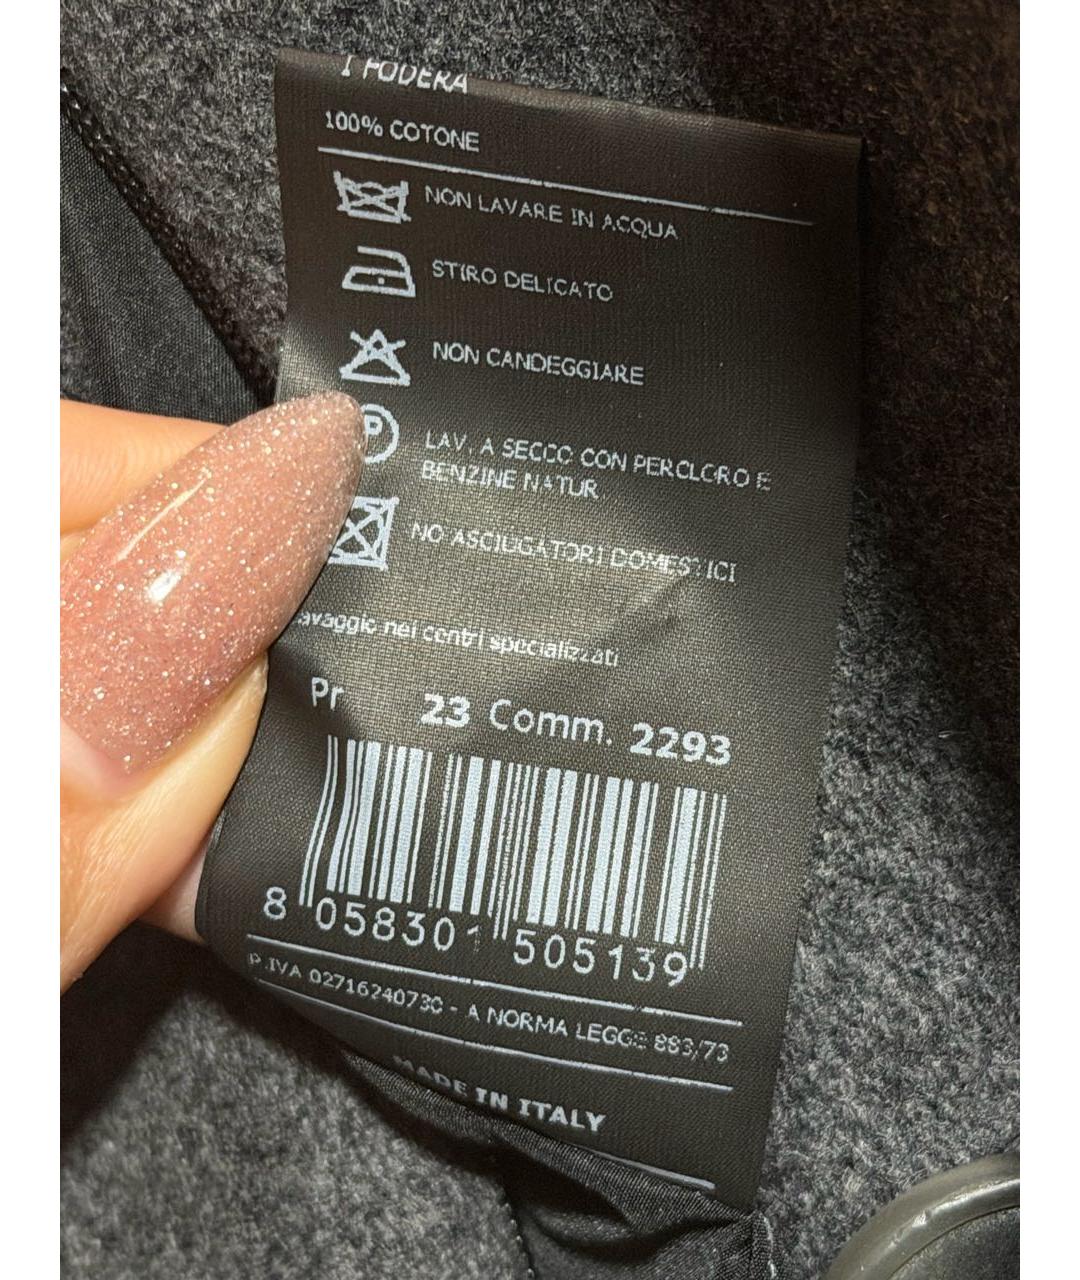 I FODERA
100% COTONE
NON LAVARE IN ACQUA
STIRO DELICATO
NON CANDEGGIARE
P
LAV. A SECCO CON PERCLORO E
BENZINE NATUR
NO ASCIUGATORI DOMESTICI
avaggio nei centri specializzati
Pr 23 Comm. 2293
8 058301 505139
P.IVA 02716240730 - A NORMA LEGGE 883/73
MADE IN ITALY